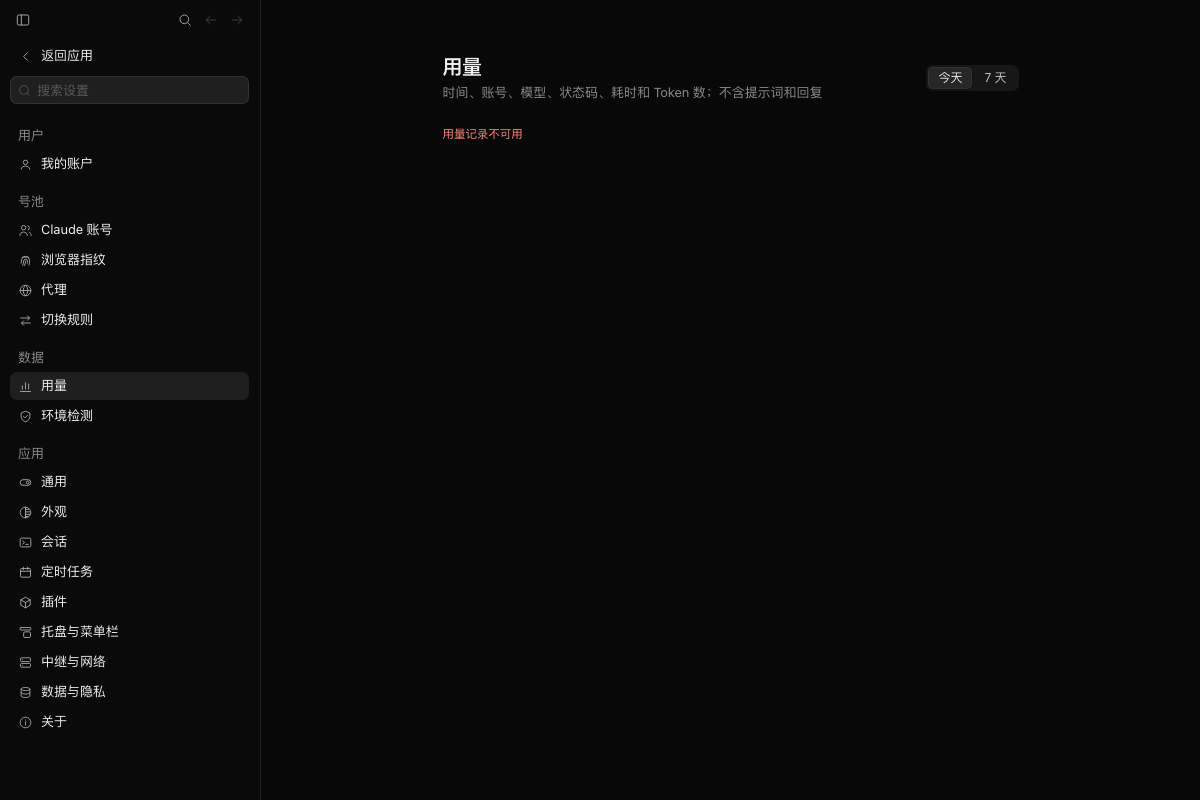 返回应用
搜索设置
用户
我的账户
号池
Claude 账号
浏览器指纹
代理
切换规则
数据
用量
环境检测
应用
通用
外观
会话
定时任务
插件
托盘与菜单栏
中继与网络
数据与隐私
关于
用量
时间、账号、模型、状态码、耗时和 Token 数；不含提示词和回复
今天
7 天
用量记录不可用